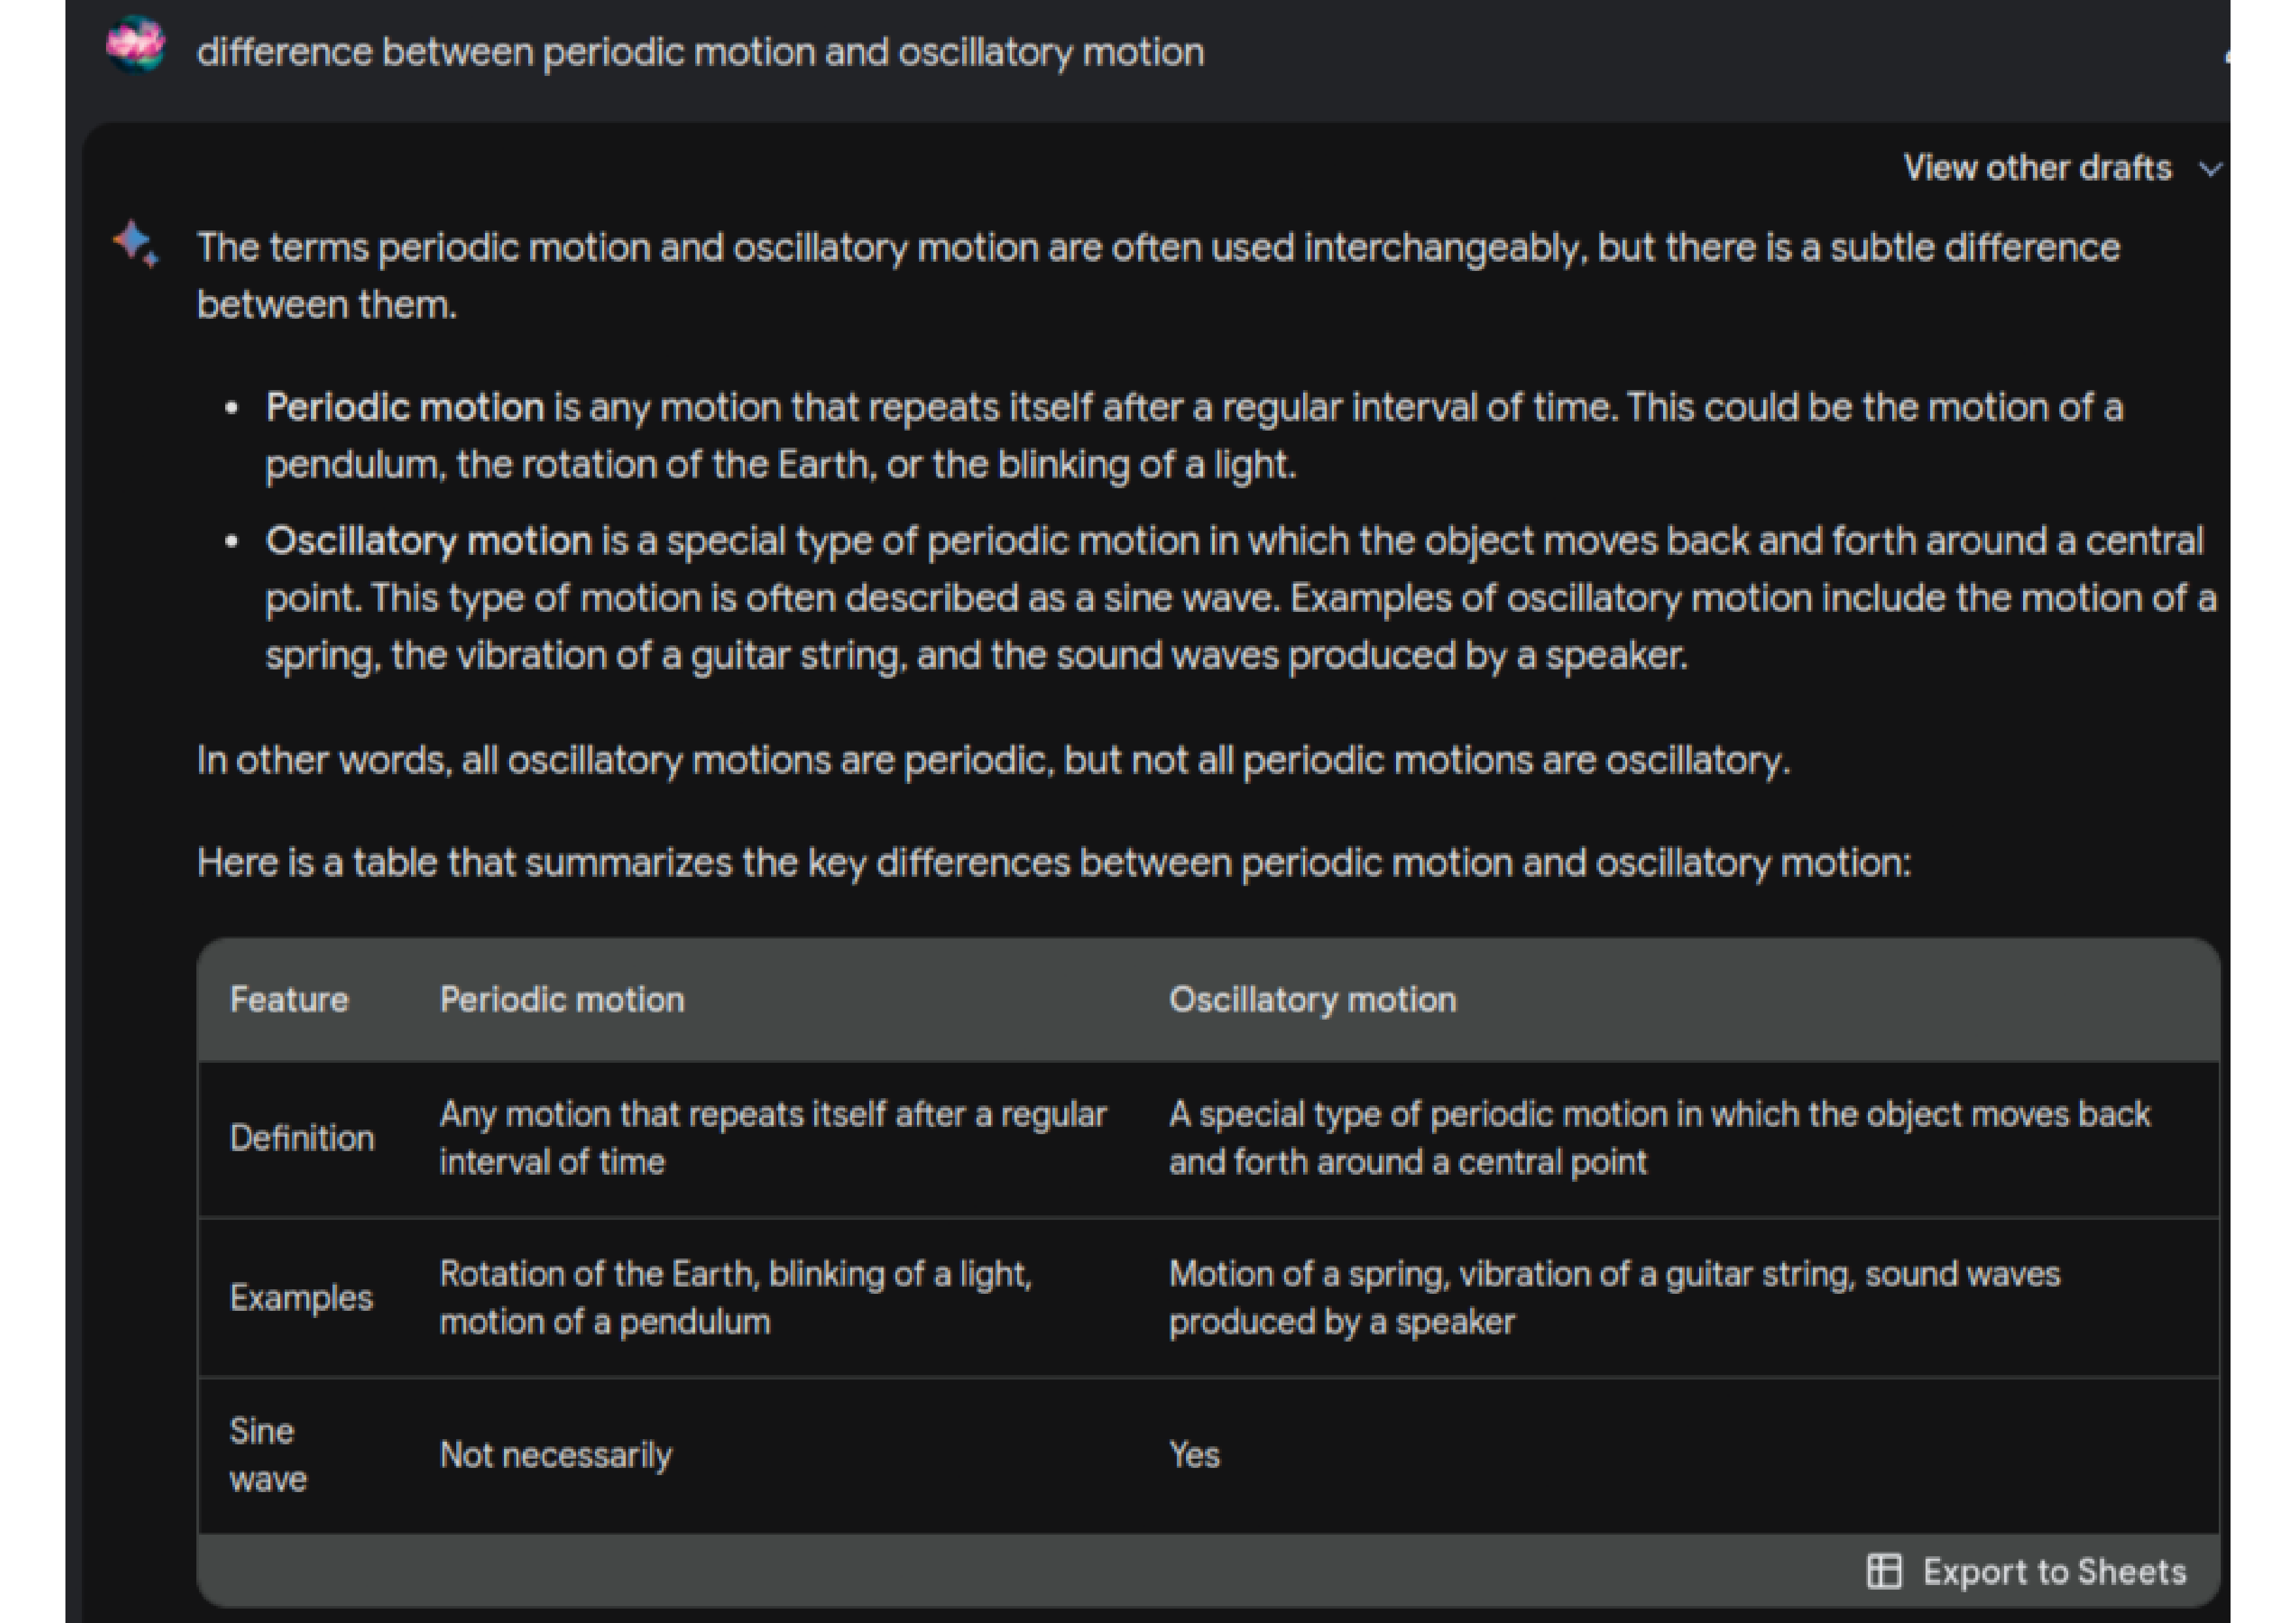 difference between periodic motion and oscillatory motion
View other drafts
The terms periodic motion and oscillatory motion are often used interchangeably, but there is a subtle difference
between them.
• Periodic motion is any motion that repeats itself after a regular interval of time. This could be the motion of a
pendulum, the rotation of the Earth, or the blinking of a light.
• Oscillatory motion is a special type of periodic motion in which the object moves back and forth around a central
point. This type of motion is often described as a sine wave. Examples of oscillatory motion include the motion of a
spring, the vibration of a guitar string, and the sound waves produced by a speaker.
In other words, all oscillatory motions are periodic, but not all periodic motions are oscillatory.
Here is a table that summarizes the key differences between periodic motion and oscillatory motion:
Feature Periodic motion Oscillatory motion
Definition
Any motion that repeats itself after a regular
interval of time
A special type of periodic motion in which the object moves back
and forth around a central point
Examples
Rotation of the Earth, blinking of a light,
motion of a pendulum
Motion of a spring, vibration of a guitar string, sound waves
produced by a speaker
Sine
wave
Not necessarily
Yes
Export to Sheets